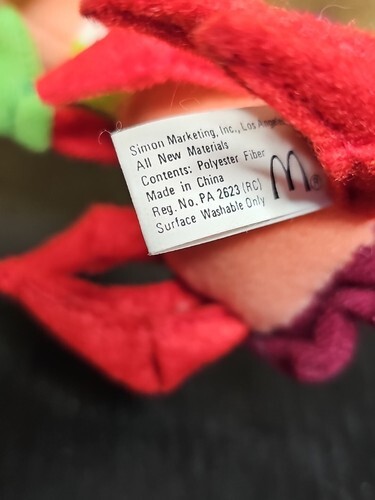 Simon Marketing, Inc., Los Angeles
All New Materials
Contents: Polyester Fiber
Made in China
Reg. No. PA 2623 (RC)
Surface Washable Only
M®